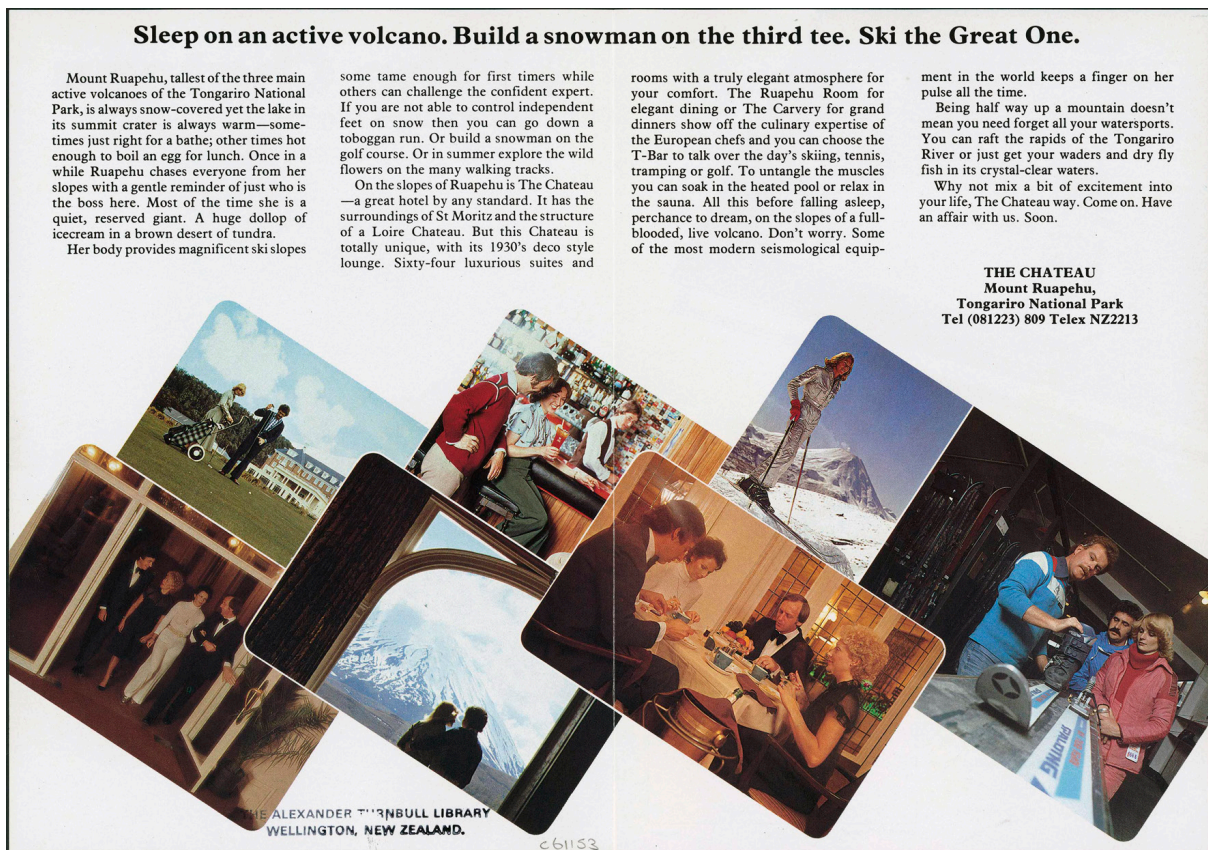 Sleep on an active volcano. Build a snowman on the third tee. Ski the Great One.
Mount Ruapehu, tallest of the three main
active volcanoes of the Tongariro National
Park, is always snow-covered yet the lake in
its summit crater is always warm—some-
times just right for a bathe; other times hot
enough to boil an egg for lunch. Once in a
while Ruapehu chases everyone from her
slopes with a gentle reminder of just who is
the boss here. Most of the time she is a
quiet, reserved giant. A huge dollop of
icecream in a brown desert of tundra.
Her body provides magnificent ski slopes
some tame enough for first timers while
others can challenge the confident expert.
If you are not able to control independent
feet on snow then you can go down a
toboggan run. Or build a snowman on the
golf course. Or in summer explore the wild
flowers on the many walking tracks.
On the slopes of Ruapehu is The Chateau
—a great hotel by any standard. It has the
surroundings of St Moritz and the structure
of a Loire Chateau. But this Chateau is
totally unique, with its 1930's deco style
lounge. Sixty-four luxurious suites and
rooms with a truly elegant atmosphere for
your comfort. The Ruapehu Room for
elegant dining or The Carvery for grand
dinners show off the culinary expertise of
the European chefs and you can choose the
T-Bar to talk over the day's skiing, tennis,
tramping or golf. To untangle the muscles
you can soak in the heated pool or relax in
the sauna. All this before falling asleep,
perchance to dream, on the slopes of a full-
blooded, live volcano. Don't worry. Some
of the most modern seismological equip-
ment in the world keeps a finger on her
pulse all the time.
Being half way up a mountain doesn't
mean you need forget all your watersports.
You can raft the rapids of the Tongariro
River or just get your waders and dry fly
fish in its crystal-clear waters.
Why not mix a bit of excitement into
your life, The Chateau way. Come on. Have
an affair with us. Soon.
THE CHATEAU
Mount Ruapehu,
Tongariro National Park
Tel (081223) 809 Telex NZ2213
PALDING
THE ALEXANDER TURNBULL LIBRARY
WELLINGTON, NEW ZEALAND.
c61153